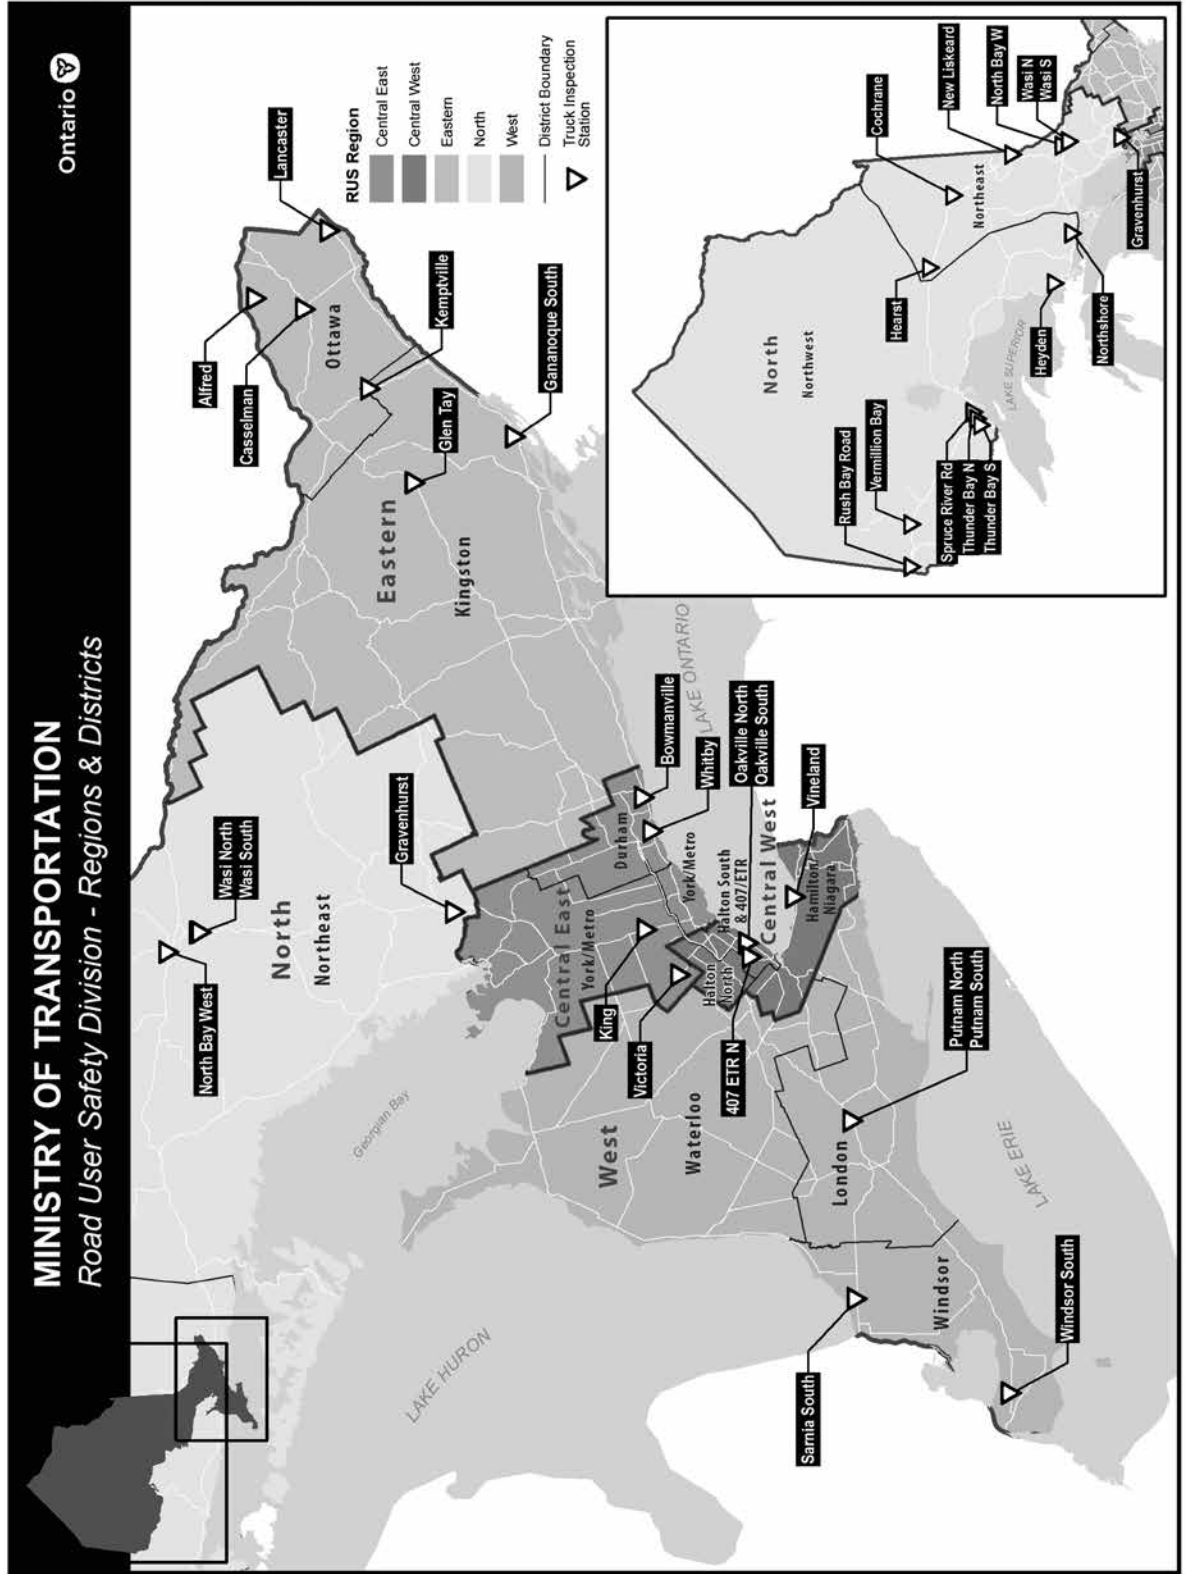 MINISTRY OF TRANSPORTATION
Road User Safety Division - Regions & Districts
Ontario
RUS Region
Central East
Central West
Eastern
North
West
District Boundary
Truck Inspection
Station
Lancaster
Alfred
Casselman
Ottawa
Kemptville
Glen Tay
Gananoque South
Eastern
Kingston
North Bay West
Wasi North
Wasi South
North
Northeast
Gravenhurst
Georgian Bay
Central East
York/Metro
Durham
Bowmanville
Whitby
LAKE ONTARIO
York/Metro
King
Victoria
Halton
North
Halton South
& 407/ETR
Oakville North
Oakville South
407 ETR N
Central West
Vineland
Hamilton/
Niagara
West
Waterloo
London
Putnam North
Putnam South
LAKE HURON
LAKE ERIE
Sarnia South
Windsor
Windsor South
North
Northwest
Rush Bay Road
Vermillion Bay
Spruce River Rd
Thunder Bay N
Thunder Bay S
LAKE SUPERIOR
Hearst
Cochrane
New Liskeard
North Bay W
Wasi N
Wasi S
Northeast
Heyden
Northshore
Gravenhurst